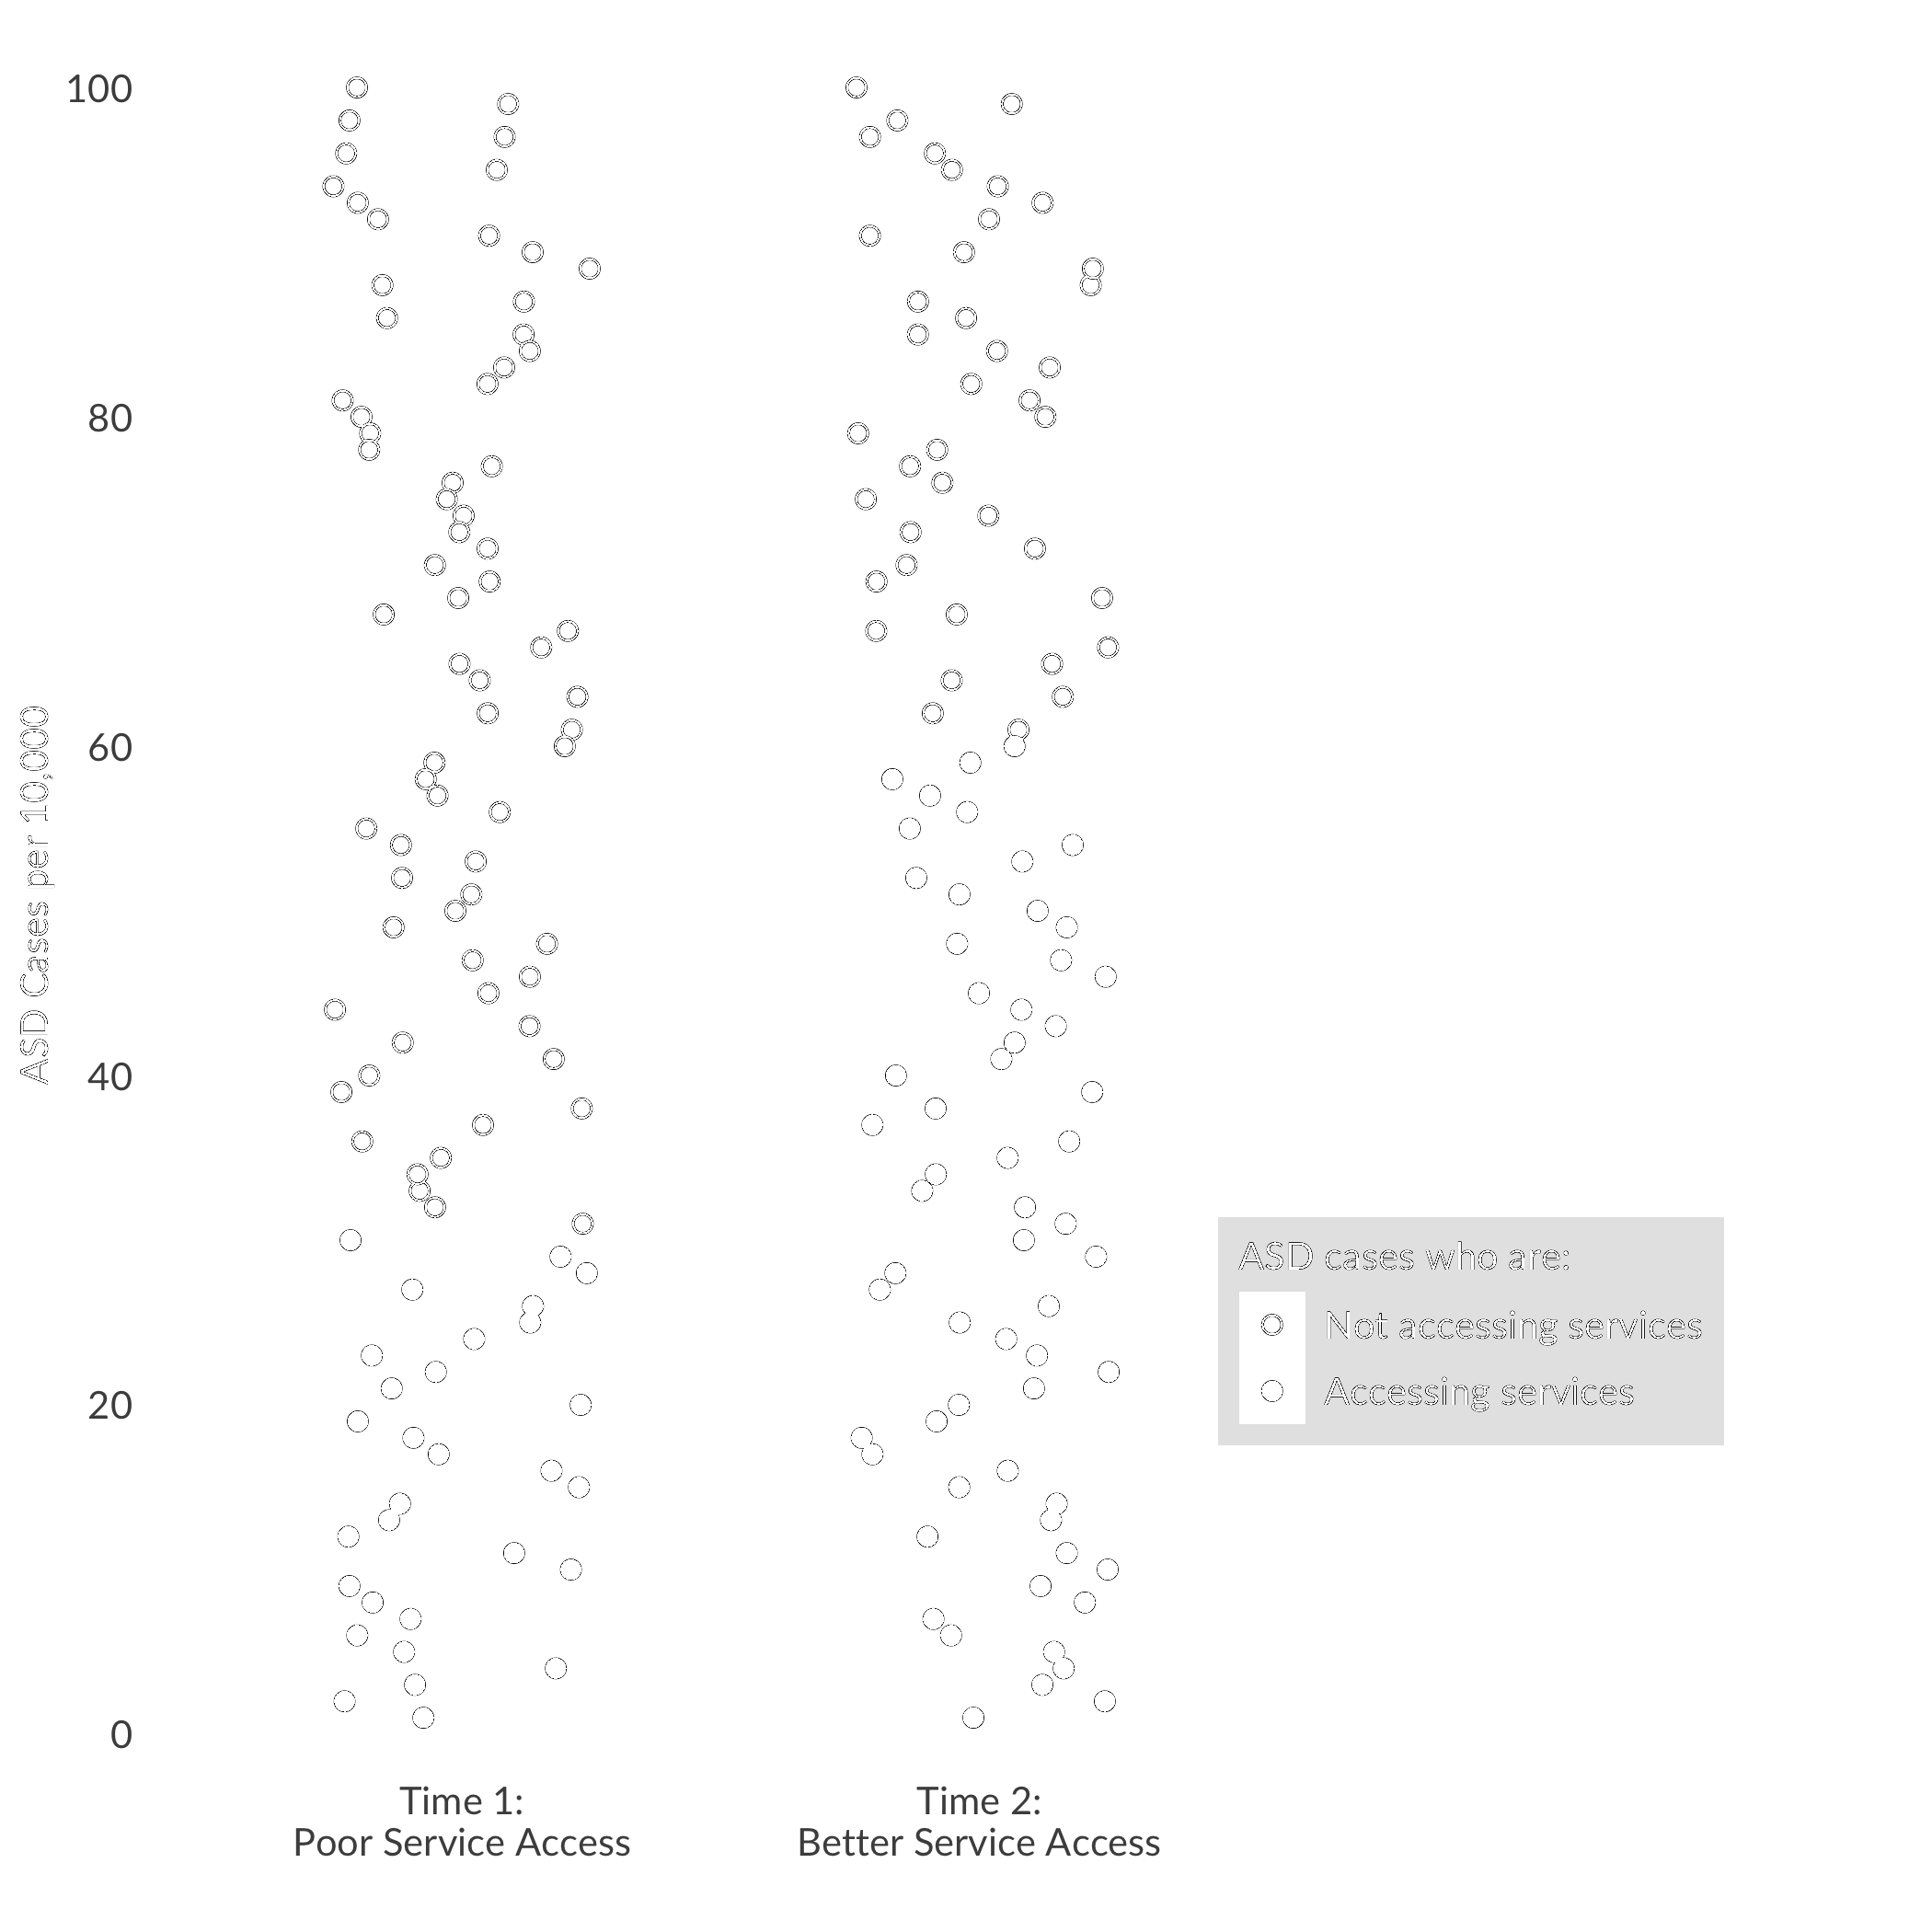 100
80
60
40
20
0
ASD Cases per 10,000
Time 1:
Poor Service Access
Time 2:
Better Service Access
ASD cases who are:
Not accessing services
Accessing services